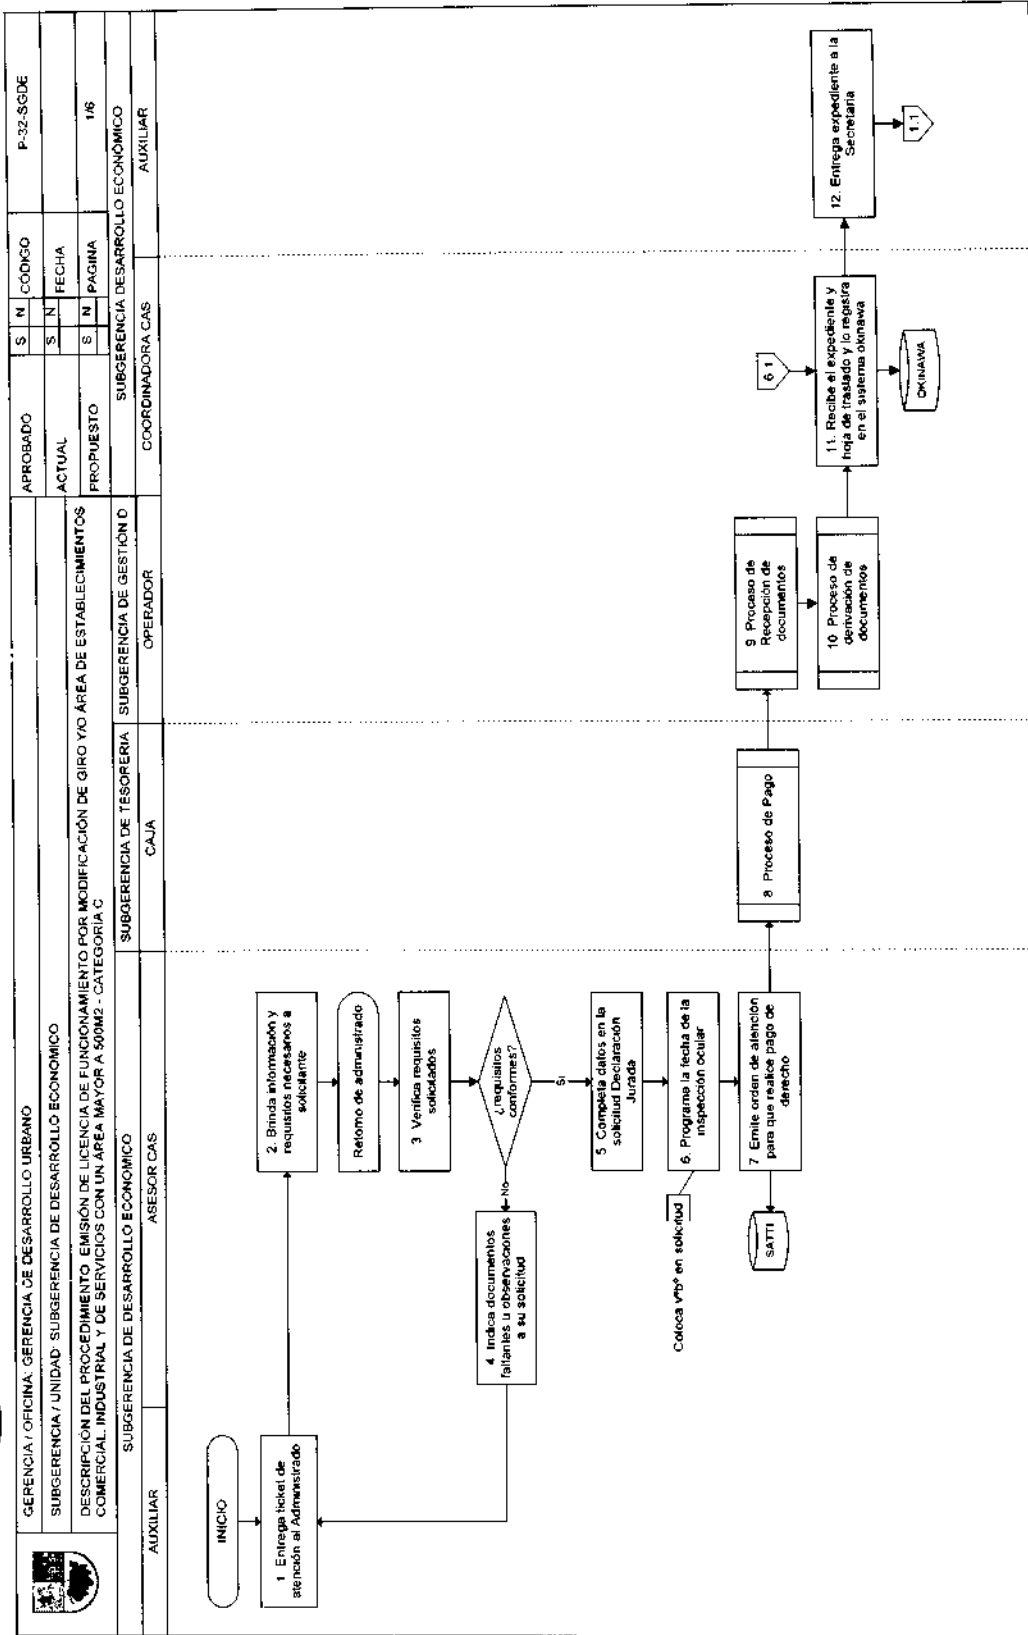 GERENCIA / OFICINA: GERENCIA DE DESARROLLO URBANO
APROBADO
S
N
CÓDIGO
P-32-SGDE
SUBGERENCIA / UNIDAD: SUBGERENCIA DE DESARROLLO ECONOMICO
ACTUAL
S
N
FECHA
DESCRIPCIÓN DEL PROCEDIMIENTO EMISIÓN DE LICENCIA DE FUNCIONAMIENTO POR MODIFICACIÓN DE GIRO Y/O ÁREA DE ESTABLECIMIENTOS
COMERCIAL, INDUSTRIAL Y DE SERVICIOS CON UN ÁREA MAYOR A 500M2 - CATEGORÍA C
PROPUESTO
S
N
PAGINA
1/6
SUBGERENCIA DE DESARROLLO ECONOMICO
SUBGERENCIA DE TESORERIA
SUBGERENCIA DE GESTIÓN D
SUBGERENCIA DESARROLLO ECONÓMICO
AUXILIAR
ASESOR CAS
CAJA
OPERADOR
COORDINADORA CAS
AUXILIAR
INICIO
1 Entrega ticket de
atención al Administrado
2. Brinda información y
requisitos necesarios a
solicitante
Retorno de administrado
3 Verifica requisitos
solicitados
¿requisitos
conformes?
No
SI
4 Indica documentos
faltantes u observaciones
a su solicitud
5 Completa datos en la
solicitud Declaración
Jurada
6. Programa la fecha de la
inspección ocular
Coloca v°b° en solicitud
7 Emite orden de atención
para que realice pago de
derecho
SATTI
8 Proceso de Pago
9 Proceso de
Recepción de
documentos
10 Proceso de
derivación de
documentos
6.1
11. Recibe el expediente y
hoja de traslado y lo registra
en el sistema okinawa
OKINAWA
12. Entrega expediente a la
Secretaria
1.1